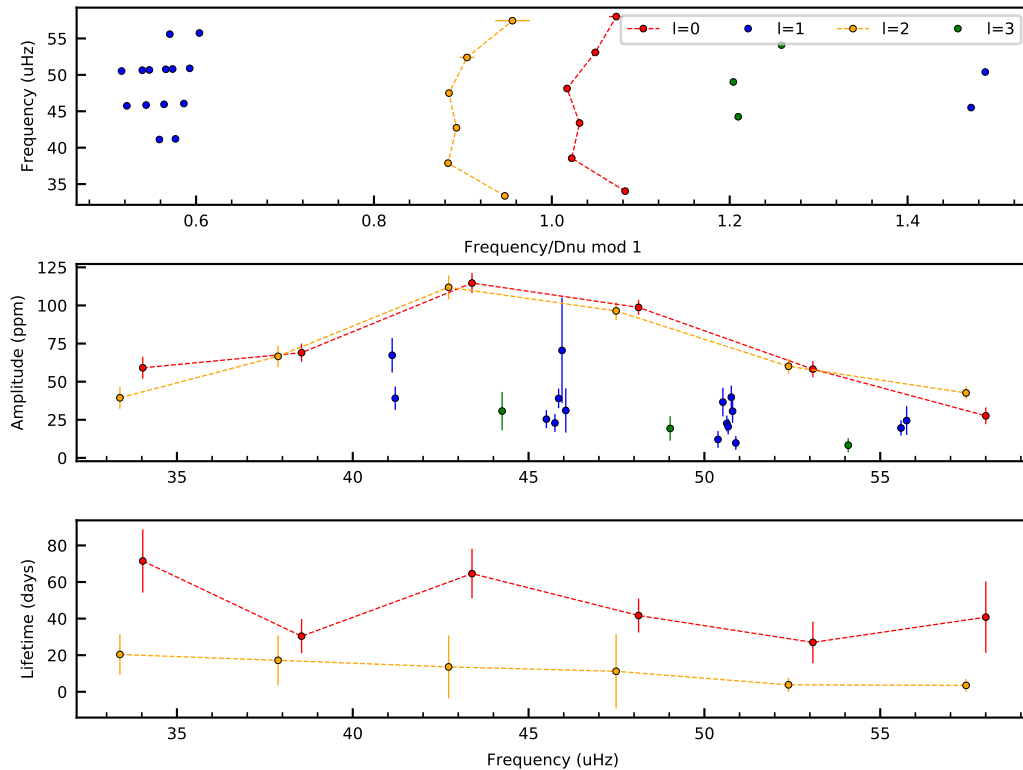 l=0 l=1 l=2 l=3
Frequency (uHz)
55
50
45
40
35
0.6 0.8 1.0 1.2 1.4
Frequency/Dnu mod 1
Amplitude (ppm)
125
100
75
50
25
0
35 40 45 50 55
Lifetime (days)
80
60
40
20
0
35 40 45 50 55
Frequency (uHz)